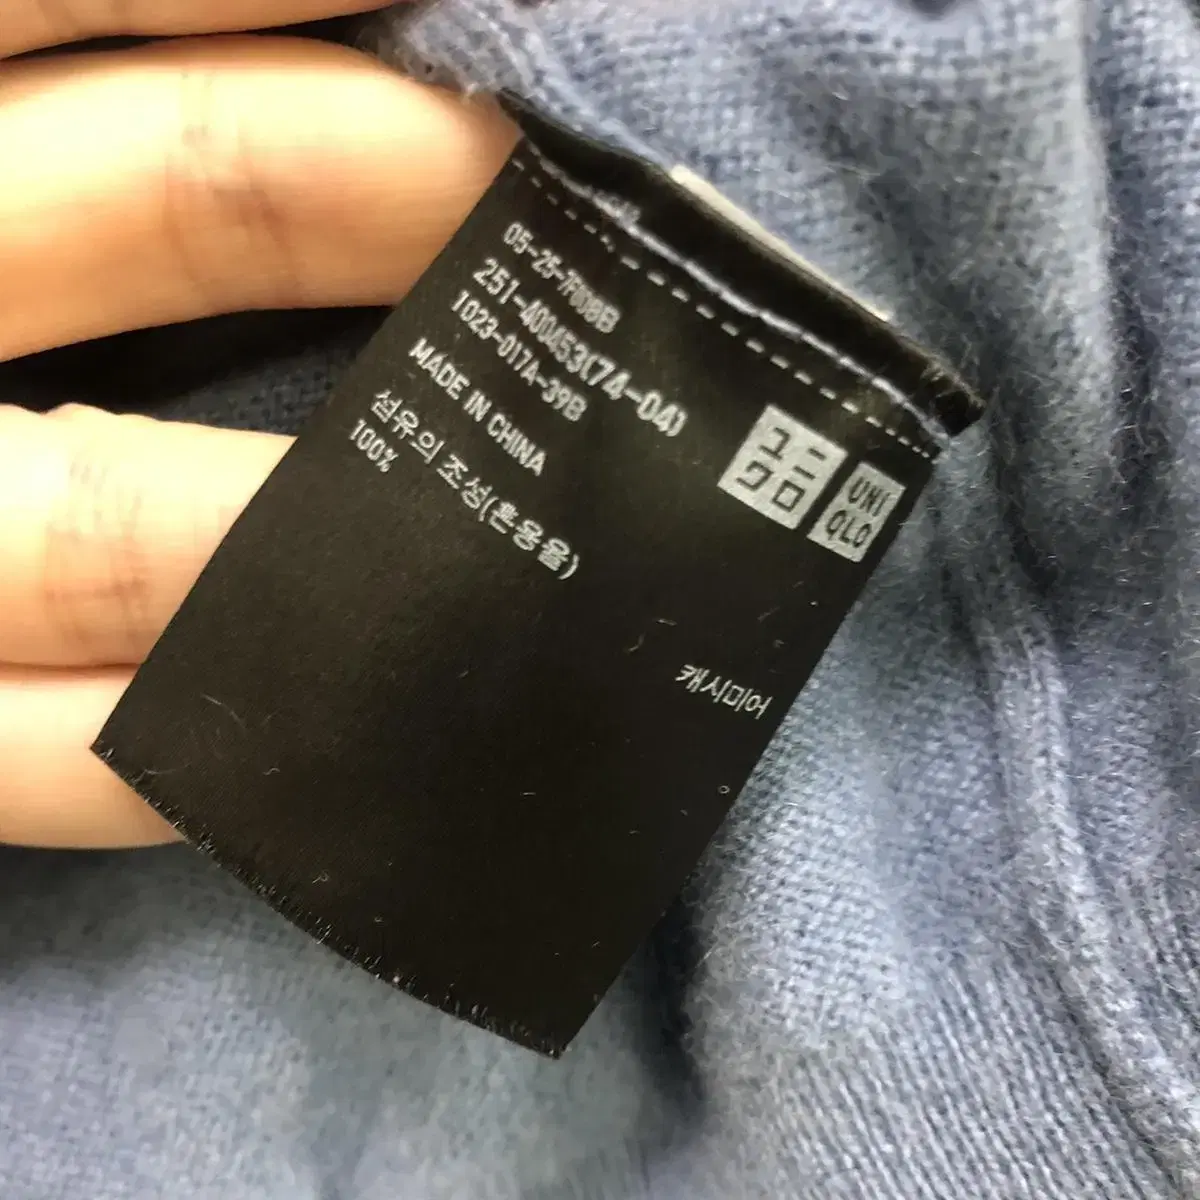 05-25-7F808B
251-400453(74-04)
1023-017A-39B
MADE IN CHINA
섬유의 조성(혼용율)
100%
캐시미어
ユニ
クロ
UNI
QLO